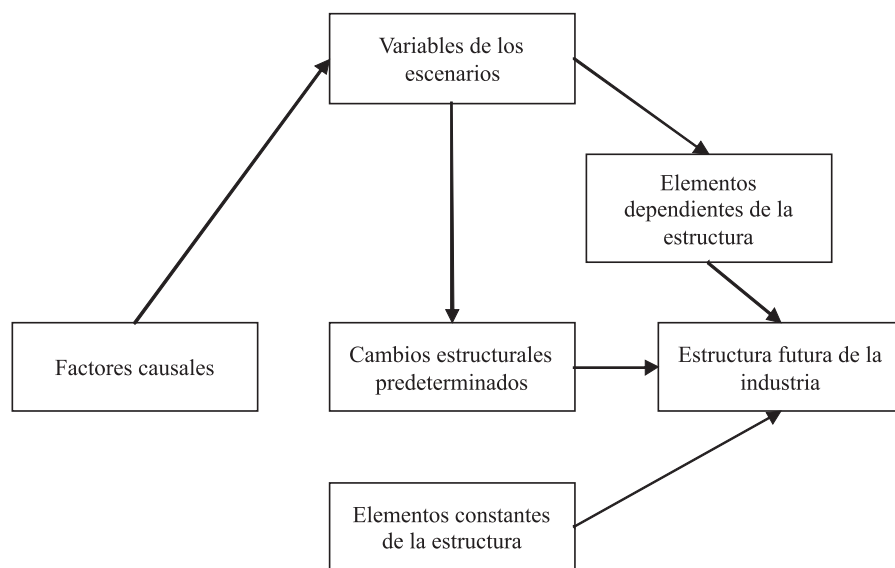 Variables de los
escenarios
Elementos
dependientes de la
estructura
Factores causales
Cambios estructurales
predeterminados
Estructura futura de la
industria
Elementos constantes
de la estructura